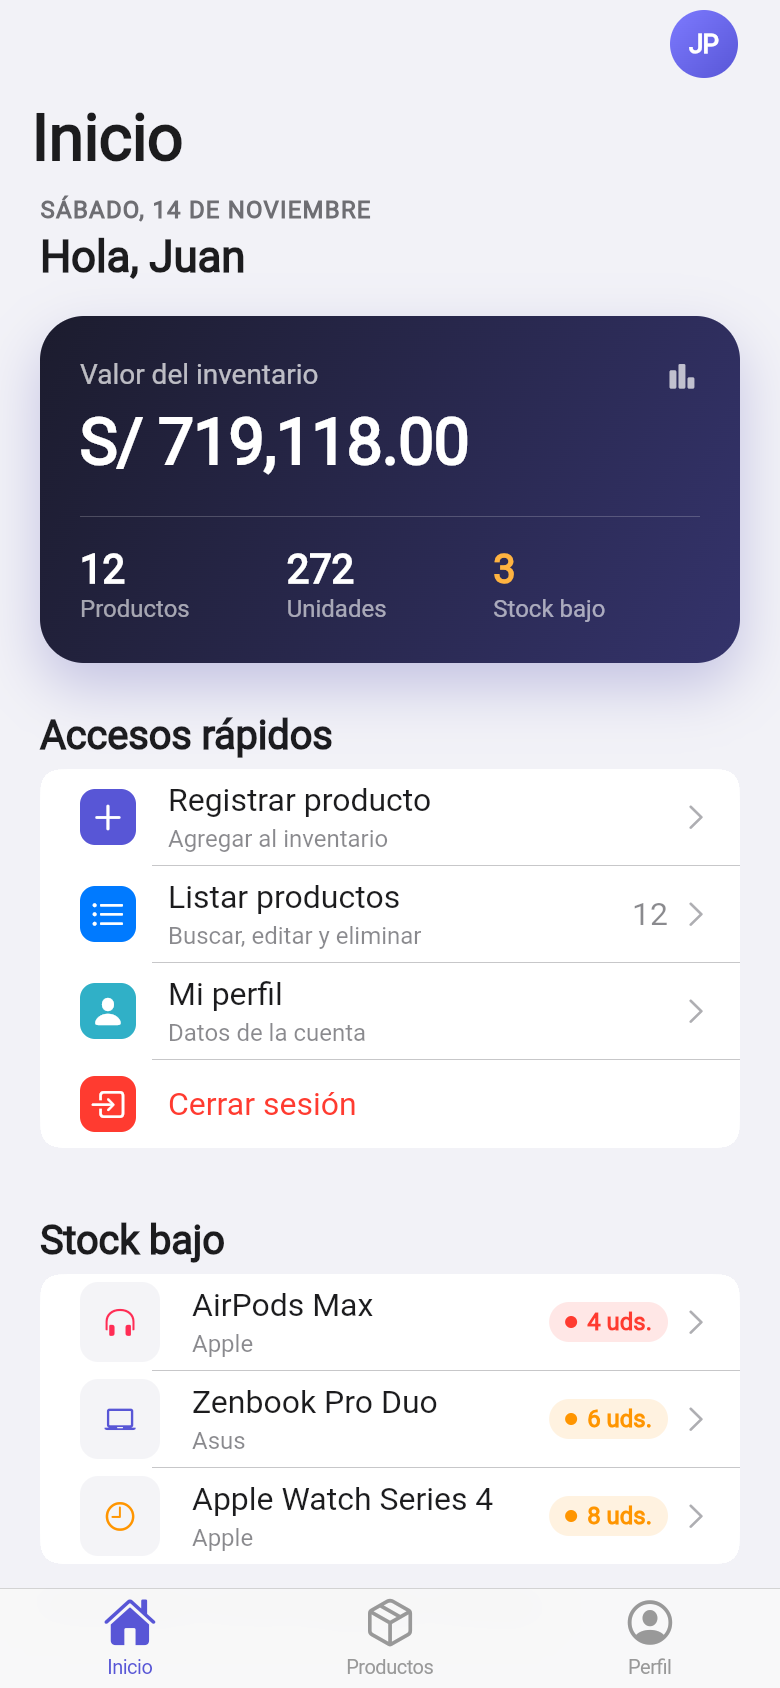 JP
Inicio
SÁBADO, 14 DE NOVIEMBRE
Hola, Juan
Valor del inventario
S/ 719,118.00
12 272 3
Productos Unidades Stock bajo
Accesos rápidos
Registrar producto
Agregar al inventario
Listar productos
12
Buscar, editar y eliminar
Mi perfil
Datos de la cuenta
Cerrar sesión
Stock bajo
AirPods Max
4 uds.
Apple
Zenbook Pro Duo
6 uds.
Asus
Apple Watch Series 4
8 uds.
Apple
Inicio Productos Perfil